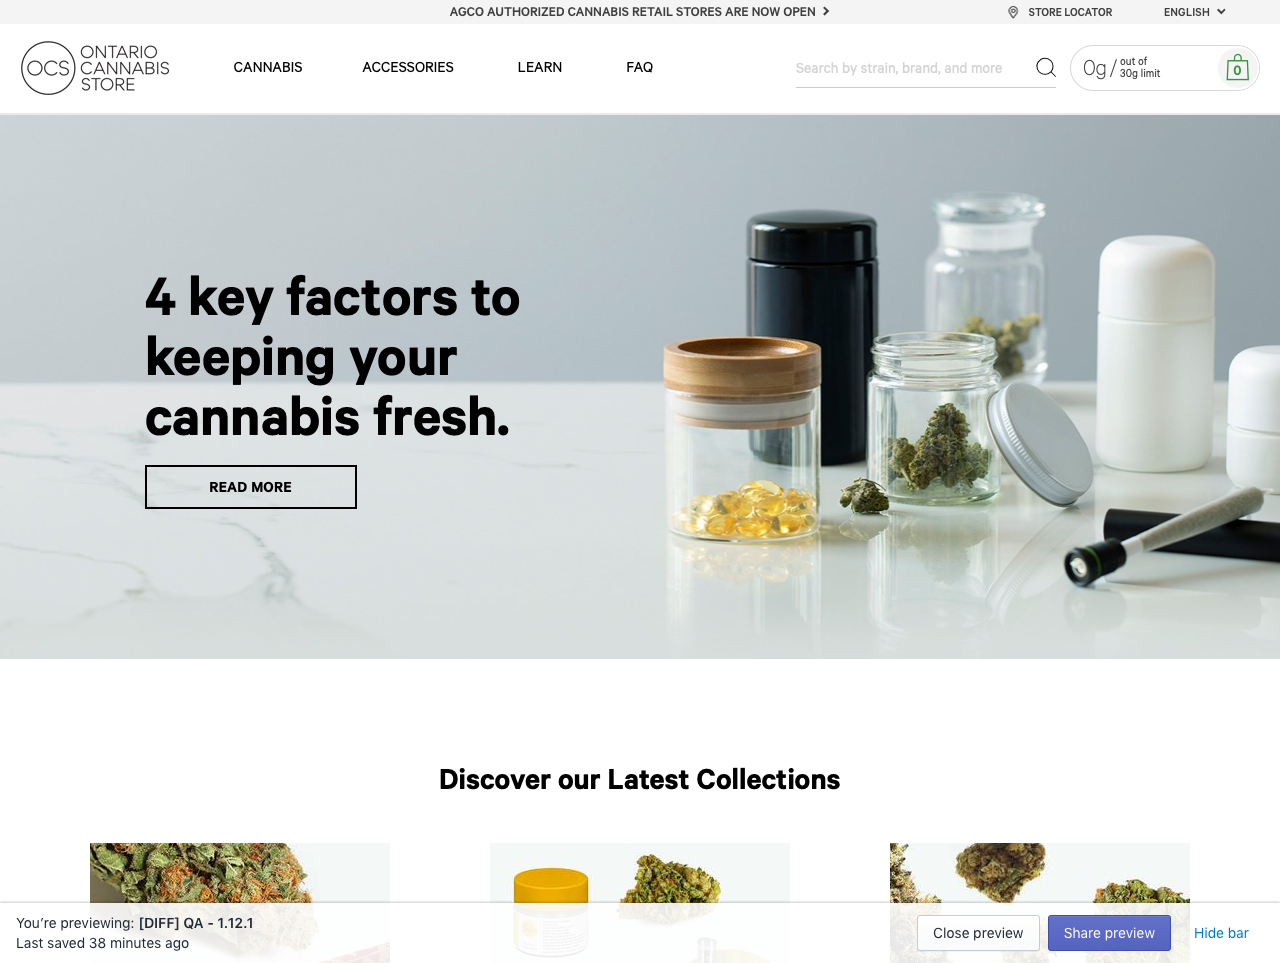 AGCO AUTHORIZED CANNABIS RETAIL STORES ARE NOW OPEN
STORE LOCATOR
ENGLISH
OCS
ONTARIO
CANNABIS
STORE
CANNABIS
ACCESSORIES
LEARN
FAQ
Search by strain, brand, and more
0g / out of
30g limit
0
4 key factors to
keeping your
cannabis fresh.
READ MORE
Discover our Latest Collections
You're previewing: [DIFF] QA - 1.12.1
Last saved 38 minutes ago
Close preview
Share preview
Hide bar